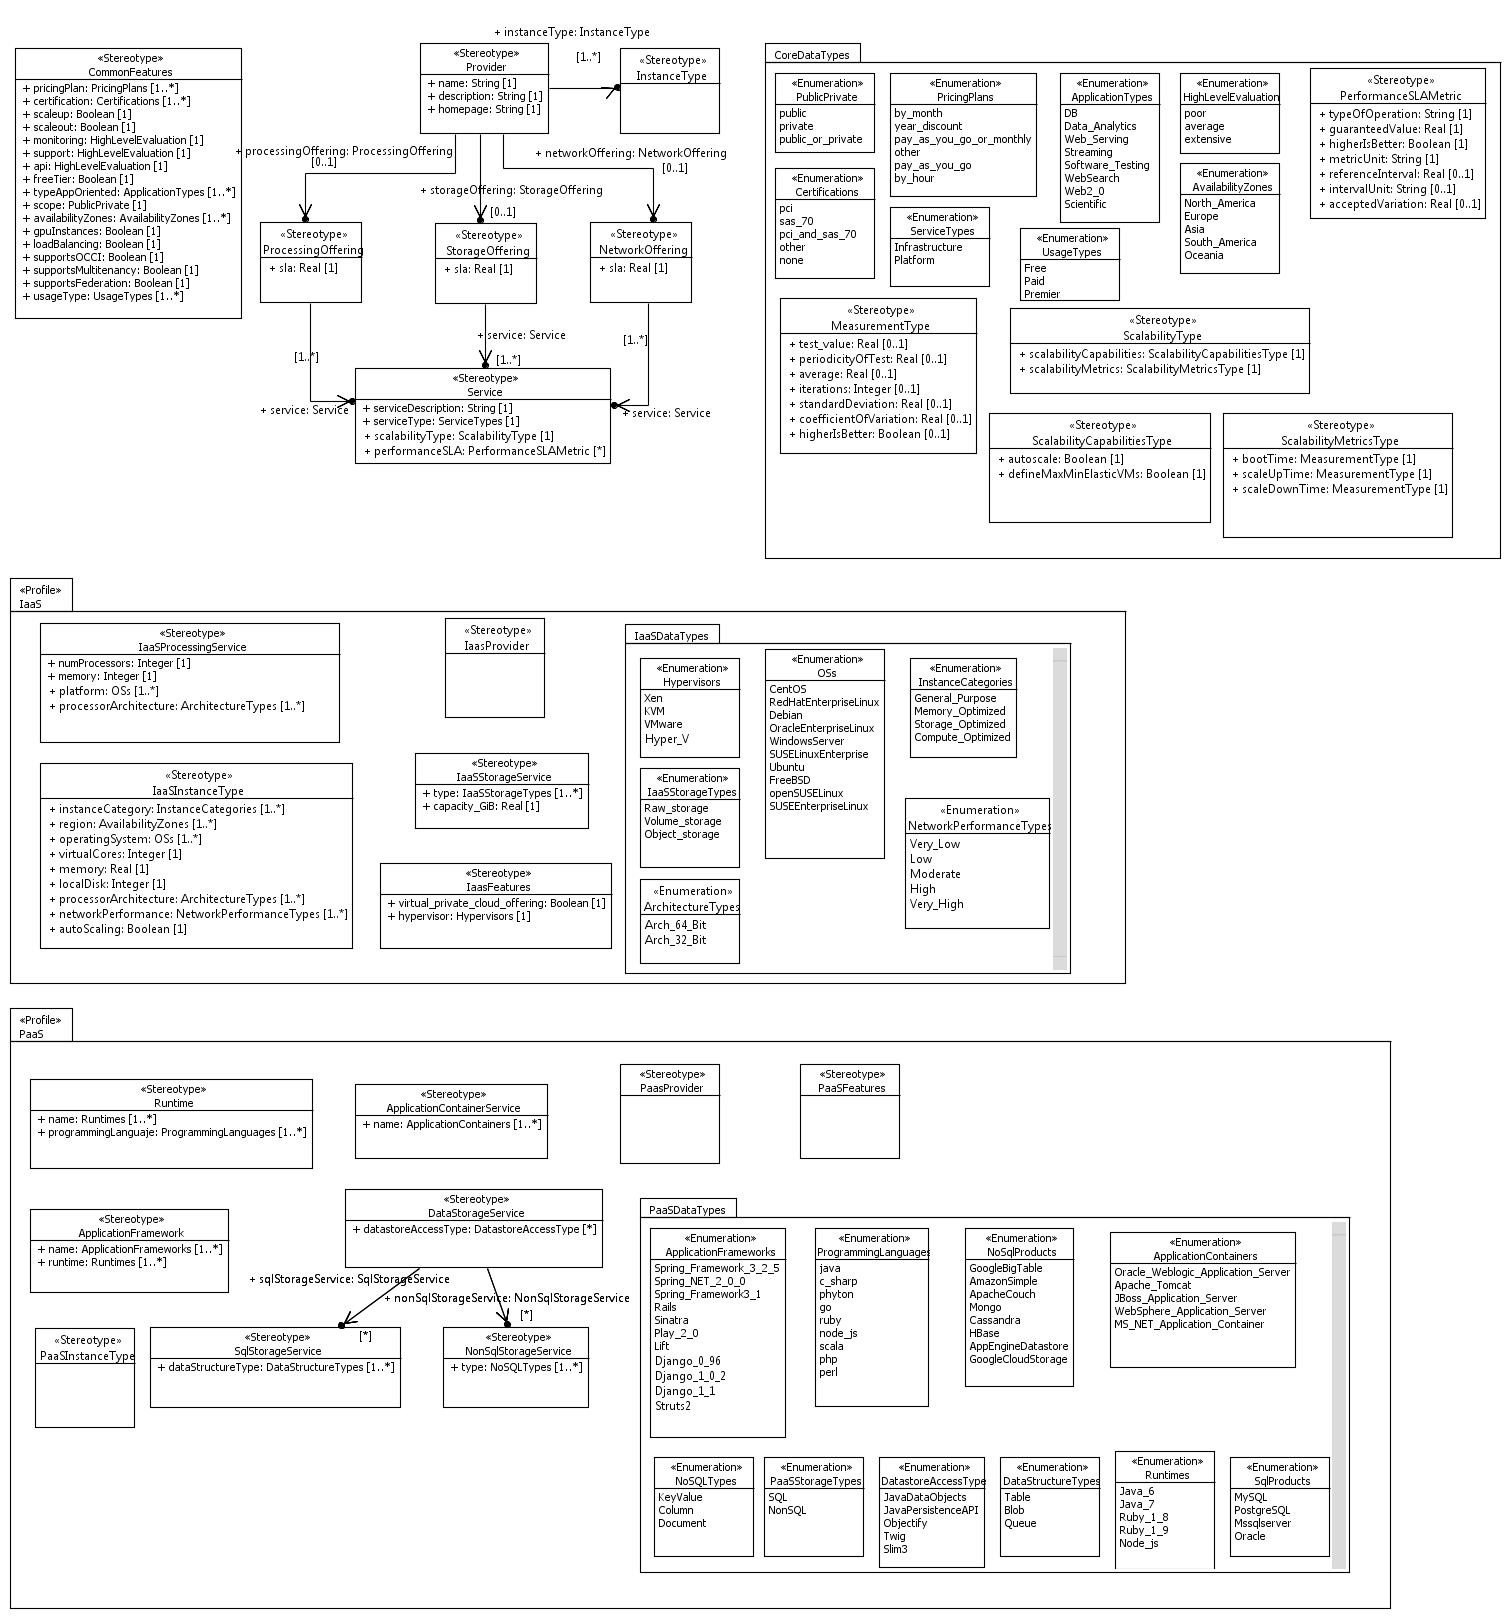 «Stereotype»
CommonFeatures
+ pricingPlan: PricingPlans [1..*]
+ certification: Certifications [1..*]
+ scaleup: Boolean [1]
+ scaleout: Boolean [1]
+ monitoring: HighLevelEvaluation [1]
+ support: HighLevelEvaluation [1]
+ api: HighLevelEvaluation [1]
+ freeTier: Boolean [1]
+ typeAppOriented: ApplicationTypes [1..*]
+ scope: PublicPrivate [1]
+ availabilityZones: AvailabilityZones [1..*]
+ gpuInstances: Boolean [1]
+ loadBalancing: Boolean [1]
+ supportsOCCI: Boolean [1]
+ supportsMultitenancy: Boolean [1]
+ supportsFederation: Boolean [1]
+ usageType: UsageTypes [1..*]
+ instanceType: InstanceType
[1..*]
«Stereotype»
Provider
+ name: String [1]
+ description: String [1]
+ homepage: String [1]
«Stereotype»
InstanceType
+ processingOffering: ProcessingOffering
[0..1]
+ storageOffering: StorageOffering
[0..1]
+ networkOffering: NetworkOffering
[0..1]
«Stereotype»
ProcessingOffering
+ sla: Real [1]
«Stereotype»
StorageOffering
+ sla: Real [1]
«Stereotype»
NetworkOffering
+ sla: Real [1]
[1..*]
+ service: Service
+ service: Service
[1..*]
[1..*]
+ service: Service
«Stereotype»
Service
+ serviceDescription: String [1]
+ serviceType: ServiceTypes [1]
+ scalabilityType: ScalabilityType [1]
+ performanceSLA: PerformanceSLAMetric [*]
CoreDataTypes
«Enumeration»
PublicPrivate
public
private
public_or_private
«Enumeration»
PricingPlans
by_month
year_discount
pay_as_you_go_or_monthly
other
pay_as_you_go
by_hour
«Enumeration»
ApplicationTypes
DB
Data_Analytics
Web_Serving
Streaming
Software_Testing
WebSearch
Web2_0
Scientific
«Enumeration»
HighLevelEvaluation
poor
average
extensive
«Stereotype»
PerformanceSLAMetric
+ typeOfOperation: String [1]
+ guaranteedValue: Real [1]
+ higherIsBetter: Boolean [1]
+ metricUnit: String [1]
+ referenceInterval: Real [0..1]
+ intervalUnit: String [0..1]
+ acceptedVariation: Real [0..1]
«Enumeration»
Certifications
pci
sas_70
pci_and_sas_70
other
none
«Enumeration»
ServiceTypes
Infrastructure
Platform
«Enumeration»
UsageTypes
Free
Paid
Premier
«Enumeration»
AvailabilityZones
North_America
Europe
Asia
South_America
Oceania
«Stereotype»
MeasurementType
+ test_value: Real [0..1]
+ periodicityOfTest: Real [0..1]
+ average: Real [0..1]
+ iterations: Integer [0..1]
+ standardDeviation: Real [0..1]
+ coefficientOfVariation: Real [0..1]
+ higherIsBetter: Boolean [0..1]
«Stereotype»
ScalabilityType
+ scalabilityCapabilities: ScalabilityCapabilitiesType [1]
+ scalabilityMetrics: ScalabilityMetricsType [1]
«Stereotype»
ScalabilityCapabilitiesType
+ autoscale: Boolean [1]
+ defineMaxMinElasticVMs: Boolean [1]
«Stereotype»
ScalabilityMetricsType
+ bootTime: MeasurementType [1]
+ scaleUpTime: MeasurementType [1]
+ scaleDownTime: MeasurementType [1]
«Profile»
IaaS
«Stereotype»
IaaSProcessingService
+ numProcessors: Integer [1]
+ memory: Integer [1]
+ platform: OSs [1..*]
+ processorArchitecture: ArchitectureTypes [1..*]
«Stereotype»
IaasProvider
«Stereotype»
IaaSInstanceType
+ instanceCategory: InstanceCategories [1..*]
+ region: AvailabilityZones [1..*]
+ operatingSystem: OSs [1..*]
+ virtualCores: Integer [1]
+ memory: Real [1]
+ localDisk: Integer [1]
+ processorArchitecture: ArchitectureTypes [1..*]
+ networkPerformance: NetworkPerformanceTypes [1..*]
+ autoScaling: Boolean [1]
«Stereotype»
IaaSStorageService
+ type: IaaSStorageTypes [1..*]
+ capacity_GiB: Real [1]
«Stereotype»
IaasFeatures
+ virtual_private_cloud_offering: Boolean [1]
+ hypervisor: Hypervisors [1]
IaaSDataTypes
«Enumeration»
Hypervisors
Xen
KVM
VMware
Hyper_V
«Enumeration»
OSs
CentOS
RedHatEnterpriseLinux
Debian
OracleEnterpriseLinux
WindowsServer
SUSELinuxEnterprise
Ubuntu
FreeBSD
openSUSELinux
SUSEEnterpriseLinux
«Enumeration»
InstanceCategories
General_Purpose
Memory_Optimized
Storage_Optimized
Compute_Optimized
«Enumeration»
IaaSStorageTypes
Raw_storage
Volume_storage
Object_storage
«Enumeration»
NetworkPerformanceTypes
Very_Low
Low
Moderate
High
Very_High
«Enumeration»
ArchitectureTypes
Arch_64_Bit
Arch_32_Bit
«Profile»
PaaS
«Stereotype»
Runtime
+ name: Runtimes [1..*]
+ programmingLanguaje: ProgrammingLanguages [1..*]
«Stereotype»
ApplicationContainerService
+ name: ApplicationContainers [1..*]
«Stereotype»
PaasProvider
«Stereotype»
PaaSFeatures
«Stereotype»
ApplicationFramework
+ name: ApplicationFrameworks [1..*]
+ runtime: Runtimes [1..*]
«Stereotype»
DataStorageService
+ datastoreAccessType: DatastoreAccessType [*]
+ sqlStorageService: SqlStorageService
[*]
+ nonSqlStorageService: NonSqlStorageService
[*]
«Stereotype»
PaaSInstanceType
«Stereotype»
SqlStorageService
+ dataStructureType: DataStructureTypes [1..*]
«Stereotype»
NonSqlStorageService
+ type: NoSQLTypes [1..*]
PaaSDataTypes
«Enumeration»
ApplicationFrameworks
Spring_Framework_3_2_5
Spring_NET_2_0_0
Spring_Framework3_1
Rails
Sinatra
Play_2_0
Lift
Django_0_96
Django_1_0_2
Django_1_1
Struts2
«Enumeration»
ProgrammingLanguages
java
c_sharp
phyton
go
ruby
node_js
scala
php
perl
«Enumeration»
NoSqlProducts
GoogleBigTable
AmazonSimple
ApacheCouch
Mongo
Cassandra
HBase
AppEngineDatastore
GoogleCloudStorage
«Enumeration»
ApplicationContainers
Oracle_Weblogic_Application_Server
Apache_Tomcat
JBoss_Application_Server
WebSphere_Application_Server
MS_NET_Application_Container
«Enumeration»
NoSQLTypes
KeyValue
Column
Document
«Enumeration»
PaaSStorageTypes
SQL
NonSQL
«Enumeration»
DatastoreAccessType
JavaDataObjects
JavaPersistenceAPI
Objectify
Twig
Slim3
«Enumeration»
DataStructureTypes
Table
Blob
Queue
«Enumeration»
Runtimes
Java_6
Java_7
Ruby_1_8
Ruby_1_9
Node_js
«Enumeration»
SqlProducts
MySQL
PostgreSQL
Mssqlserver
Oracle